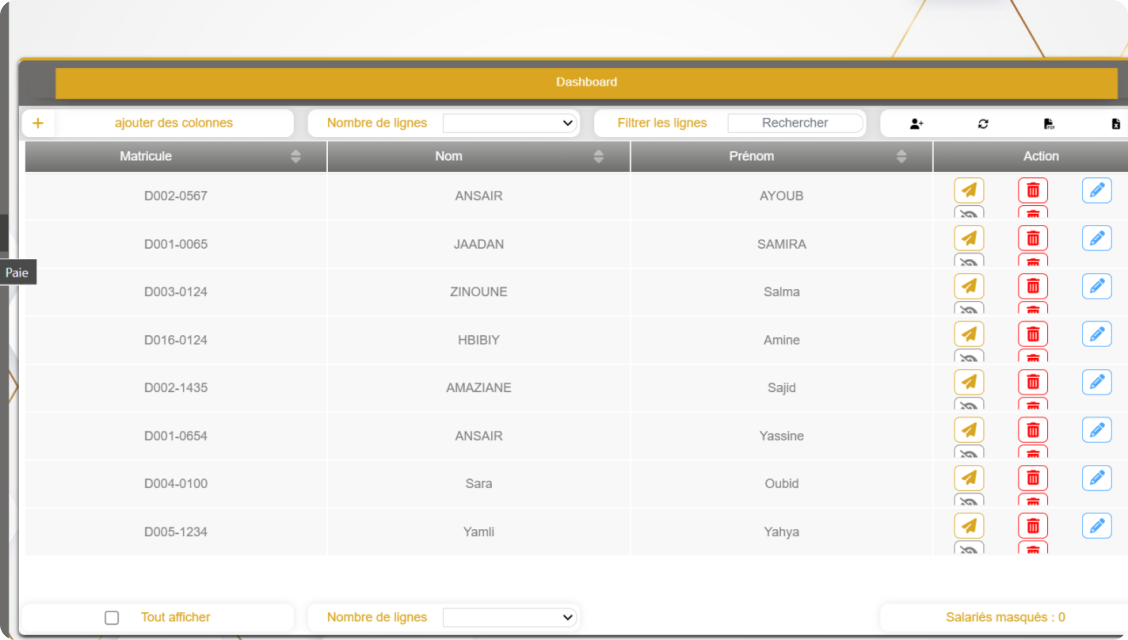 Dashboard
+ ajouter des colonnes Nombre de lignes Filtrer les lignes Rechercher
Matricule Nom Prénom Action
D002-0567 ANSAIR AYOUB
D001-0065 JAADAN SAMIRA
Paie
D003-0124 ZINOUNE Salma
D016-0124 HBIBIY Amine
D002-1435 AMAZIANE Sajid
D001-0654 ANSAIR Yassine
D004-0100 Sara Oubid
D005-1234 Yamli Yahya
Tout afficher Nombre de lignes Salariés masqués : 0